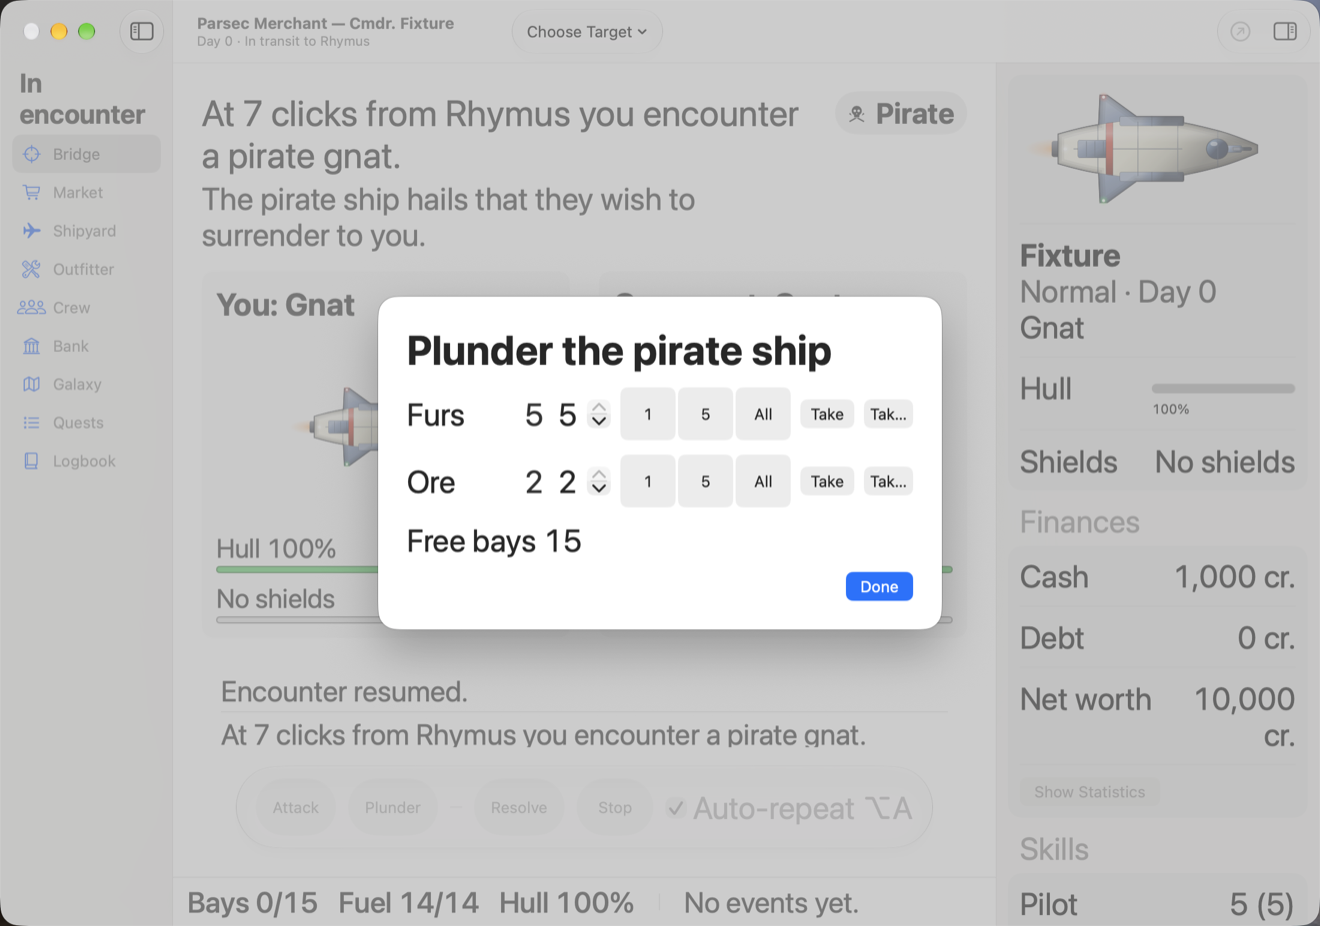 Parsec Merchant — Cmdr. Fixture
Day 0 · In transit to Rhymus
Choose Target
In
encounter
Bridge
Market
Shipyard
Outfitter
Crew
Bank
Galaxy
Quests
Logbook
At 7 clicks from Rhymus you encounter
a pirate gnat.
Pirate
The pirate ship hails that they wish to
surrender to you.
You: Gnat
Hull 100%
No shields
Plunder the pirate ship
Furs 5 5 1 5 All Take Tak...
Ore 2 2 1 5 All Take Tak...
Free bays 15
Done
Encounter resumed.
At 7 clicks from Rhymus you encounter a pirate gnat.
Attack Plunder Resolve Stop Auto-repeat ⌥A
Bays 0/15 Fuel 14/14 Hull 100% No events yet.
Fixture
Normal · Day 0
Gnat
Hull
100%
Shields No shields
Finances
Cash 1,000 cr.
Debt 0 cr.
Net worth 10,000
cr.
Show Statistics
Skills
Pilot 5 (5)